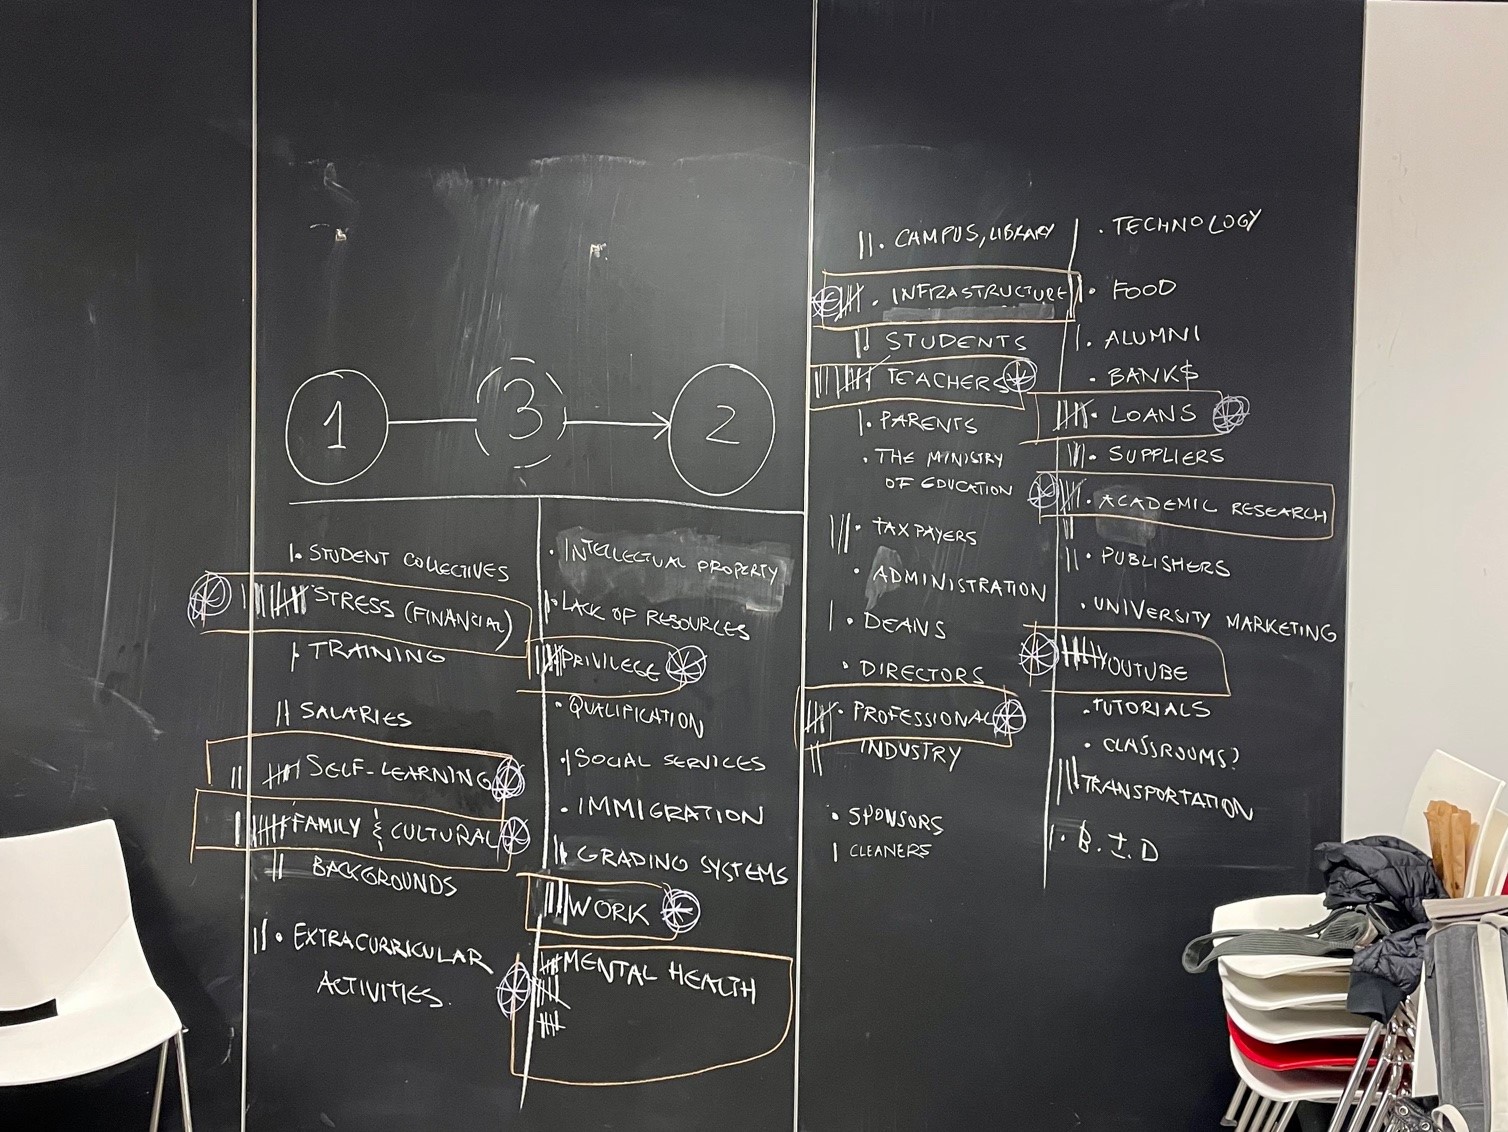 1
3
2
• STUDENT COLLECTIVES
STRESS (FINANCIAL)
TRAINING
SALARIES
SELF-LEARNING
FAMILY & CULTURAL
BACKGROUNDS
• EXTRACURRICULAR
ACTIVITIES.
• INTELLECTUAL PROPERTY
• LACK OF RESOURCES
PRIVILEGE
• QUALIFICATION
• SOCIAL SERVICES
• IMMIGRATION
GRADING SYSTEMS
WORK
MENTAL HEALTH
• CAMPUS, LIBRARY
• INFRASTRUCTURE
STUDENTS
TEACHERS
• PARENTS
• THE MINISTRY
OF EDUCATION
• TAXPAYERS
• ADMINISTRATION
• DEANS
• DIRECTORS
• PROFESSIONAL
INDUSTRY
• SPONSORS
CLEANERS
• TECHNOLOGY
• FOOD
• ALUMNI
• BANK$
• LOANS
• SUPPLIERS
• ACADEMIC RESEARCH
• PUBLISHERS
• UNIVERSITY MARKETING
YOUTUBE
• TUTORIALS
• CLASSROOMS?
TRANSPORTATION